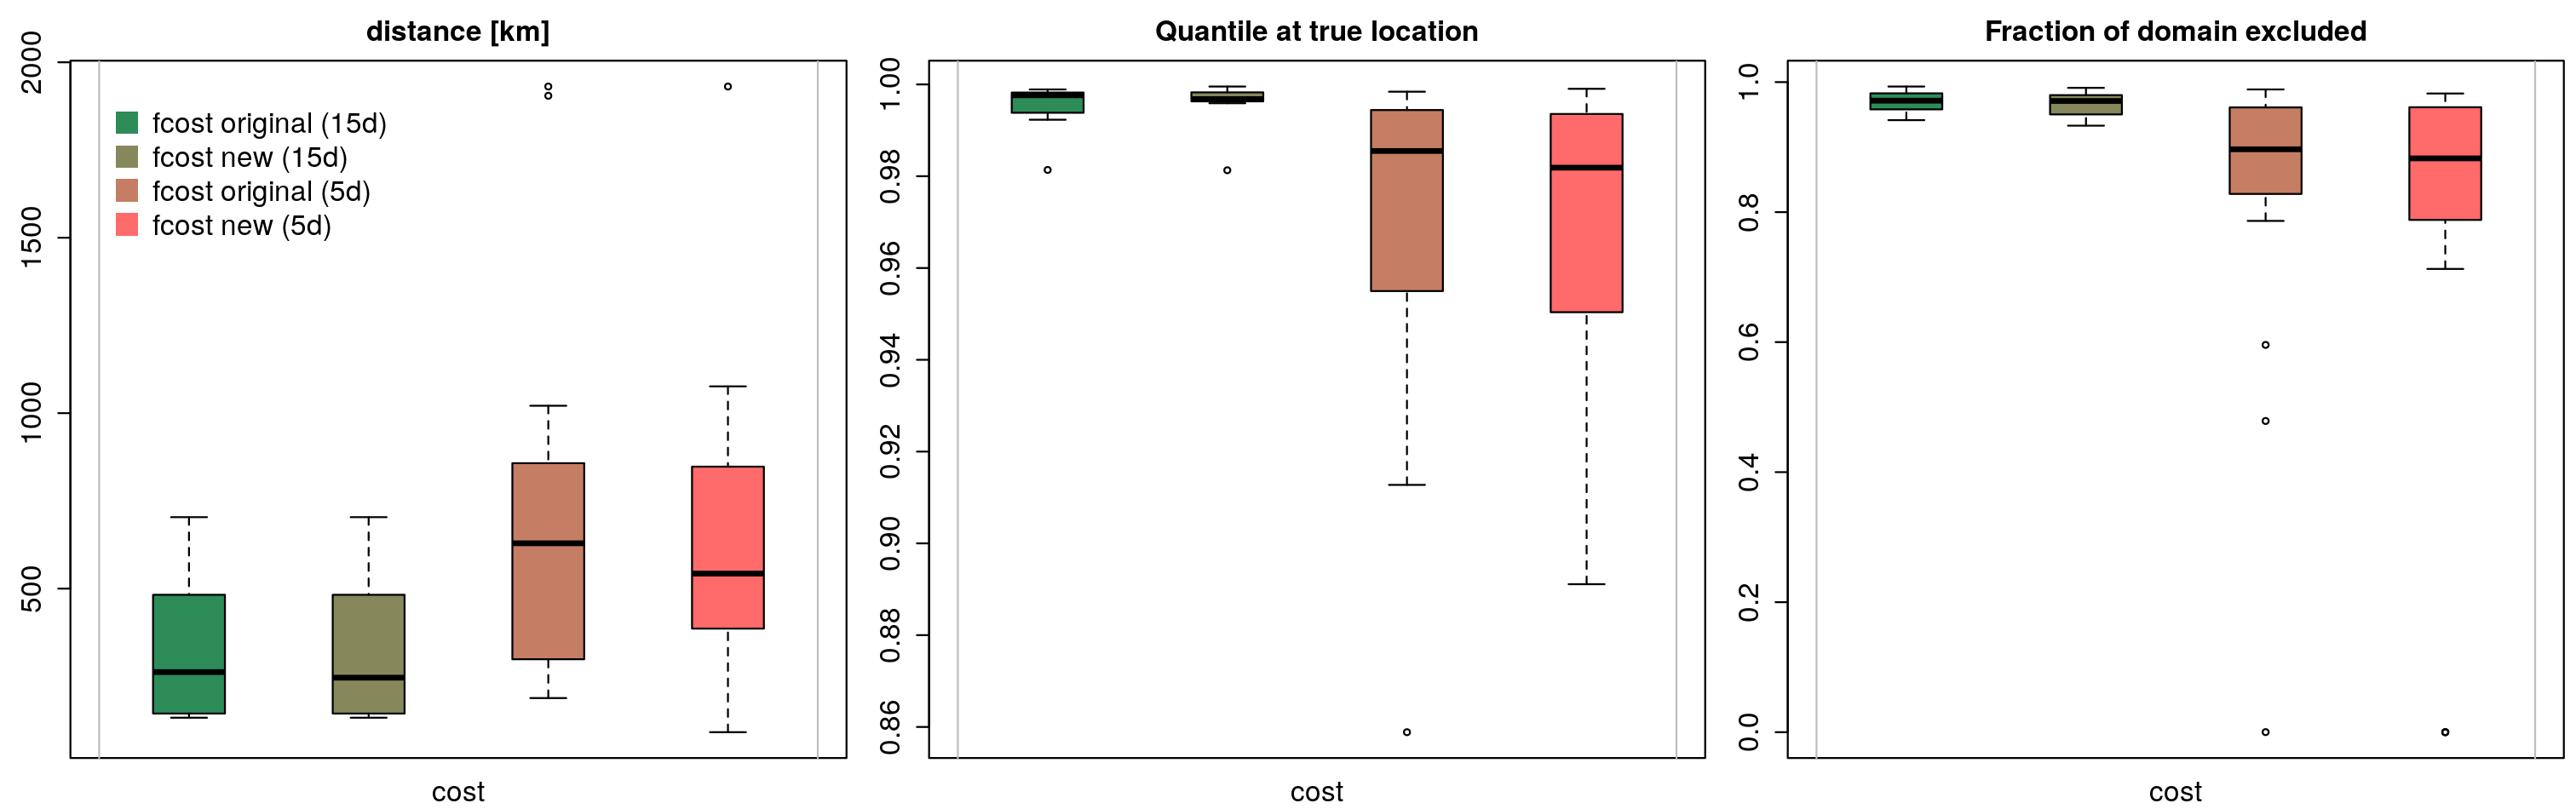 distance [km]
2000
1500
1000
500
fcost original (15d)
fcost new (15d)
fcost original (5d)
fcost new (5d)
cost
Quantile at true location
1.00
0.98
0.96
0.94
0.92
0.90
0.88
0.86
cost
Fraction of domain excluded
1.0
0.8
0.6
0.4
0.2
0.0
cost